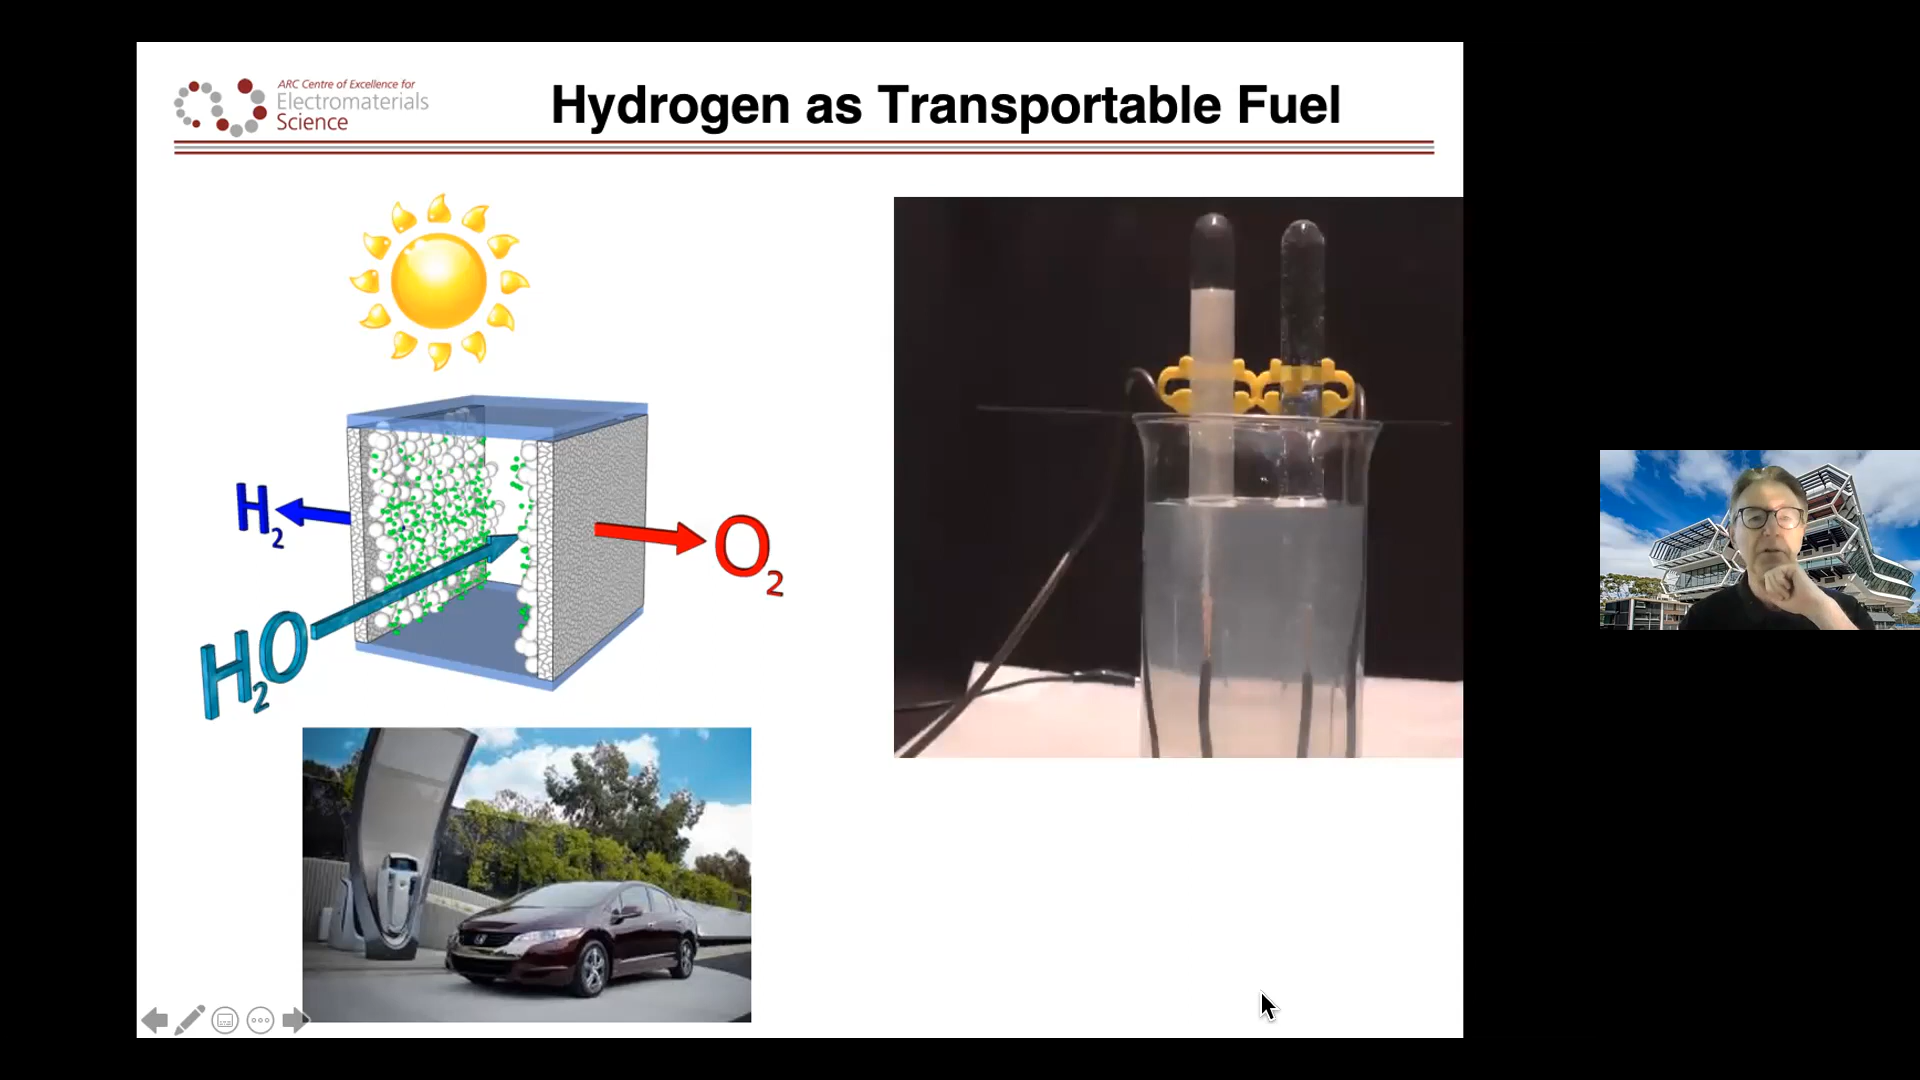 ARC Centre of Excellence for
Electromaterials
Science
Hydrogen as Transportable Fuel
H2
O2
H2O